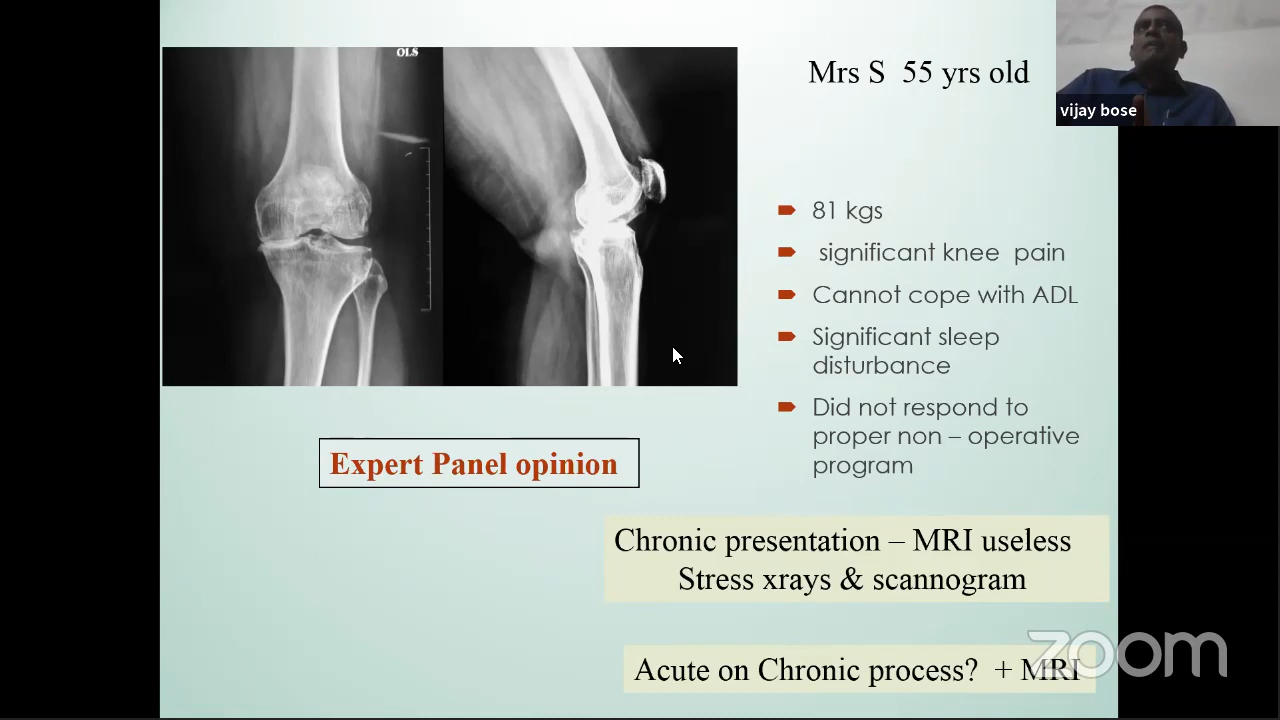 OLS
Mrs S 55 yrs old
vijay bose
81 kgs
significant knee pain
Cannot cope with ADL
Significant sleep
disturbance
Did not respond to
proper non – operative
program
Expert Panel opinion
Chronic presentation – MRI useless
Stress xrays & scannogram
Acute on Chronic process? + MRI
zoom